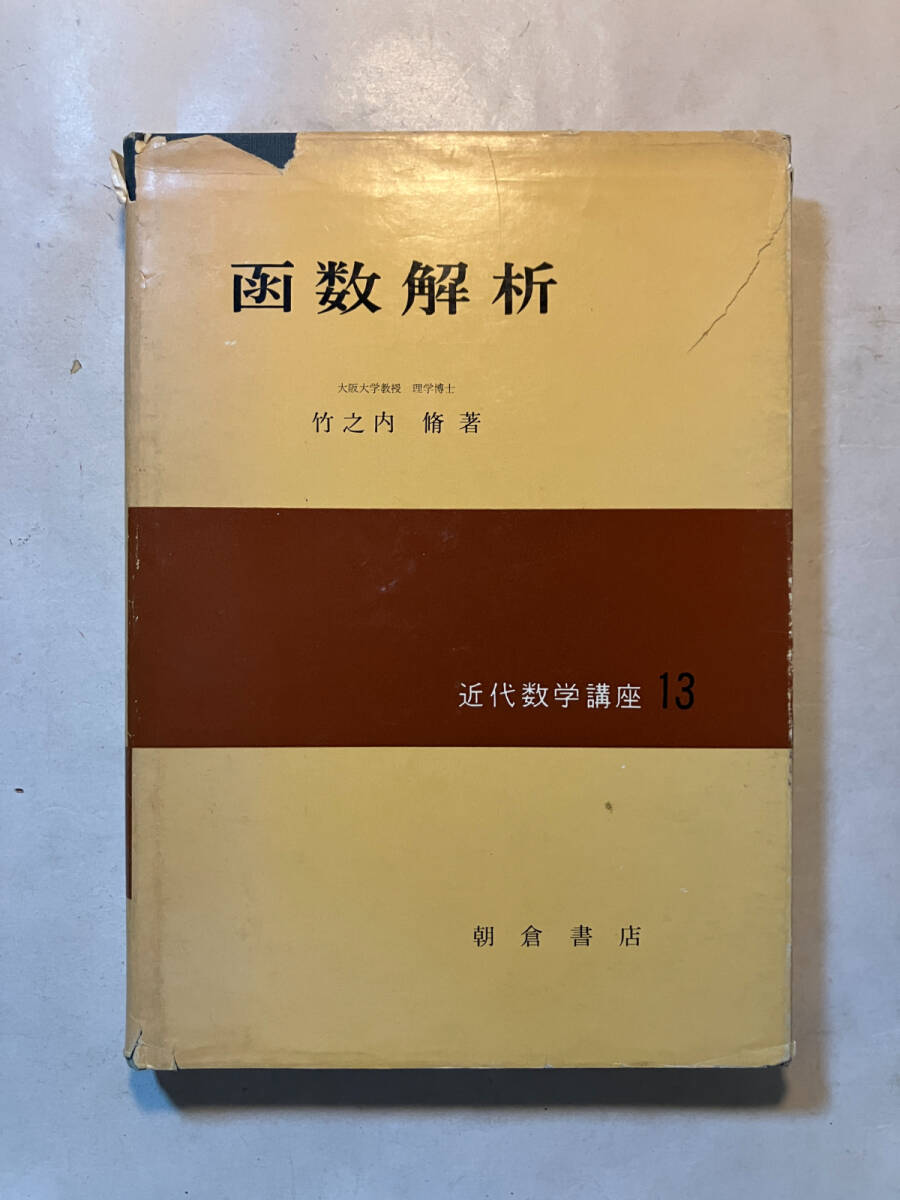 函数解析
大阪大学教授 理学博士
竹之内 脩 著
近代数学講座 13
朝倉書店